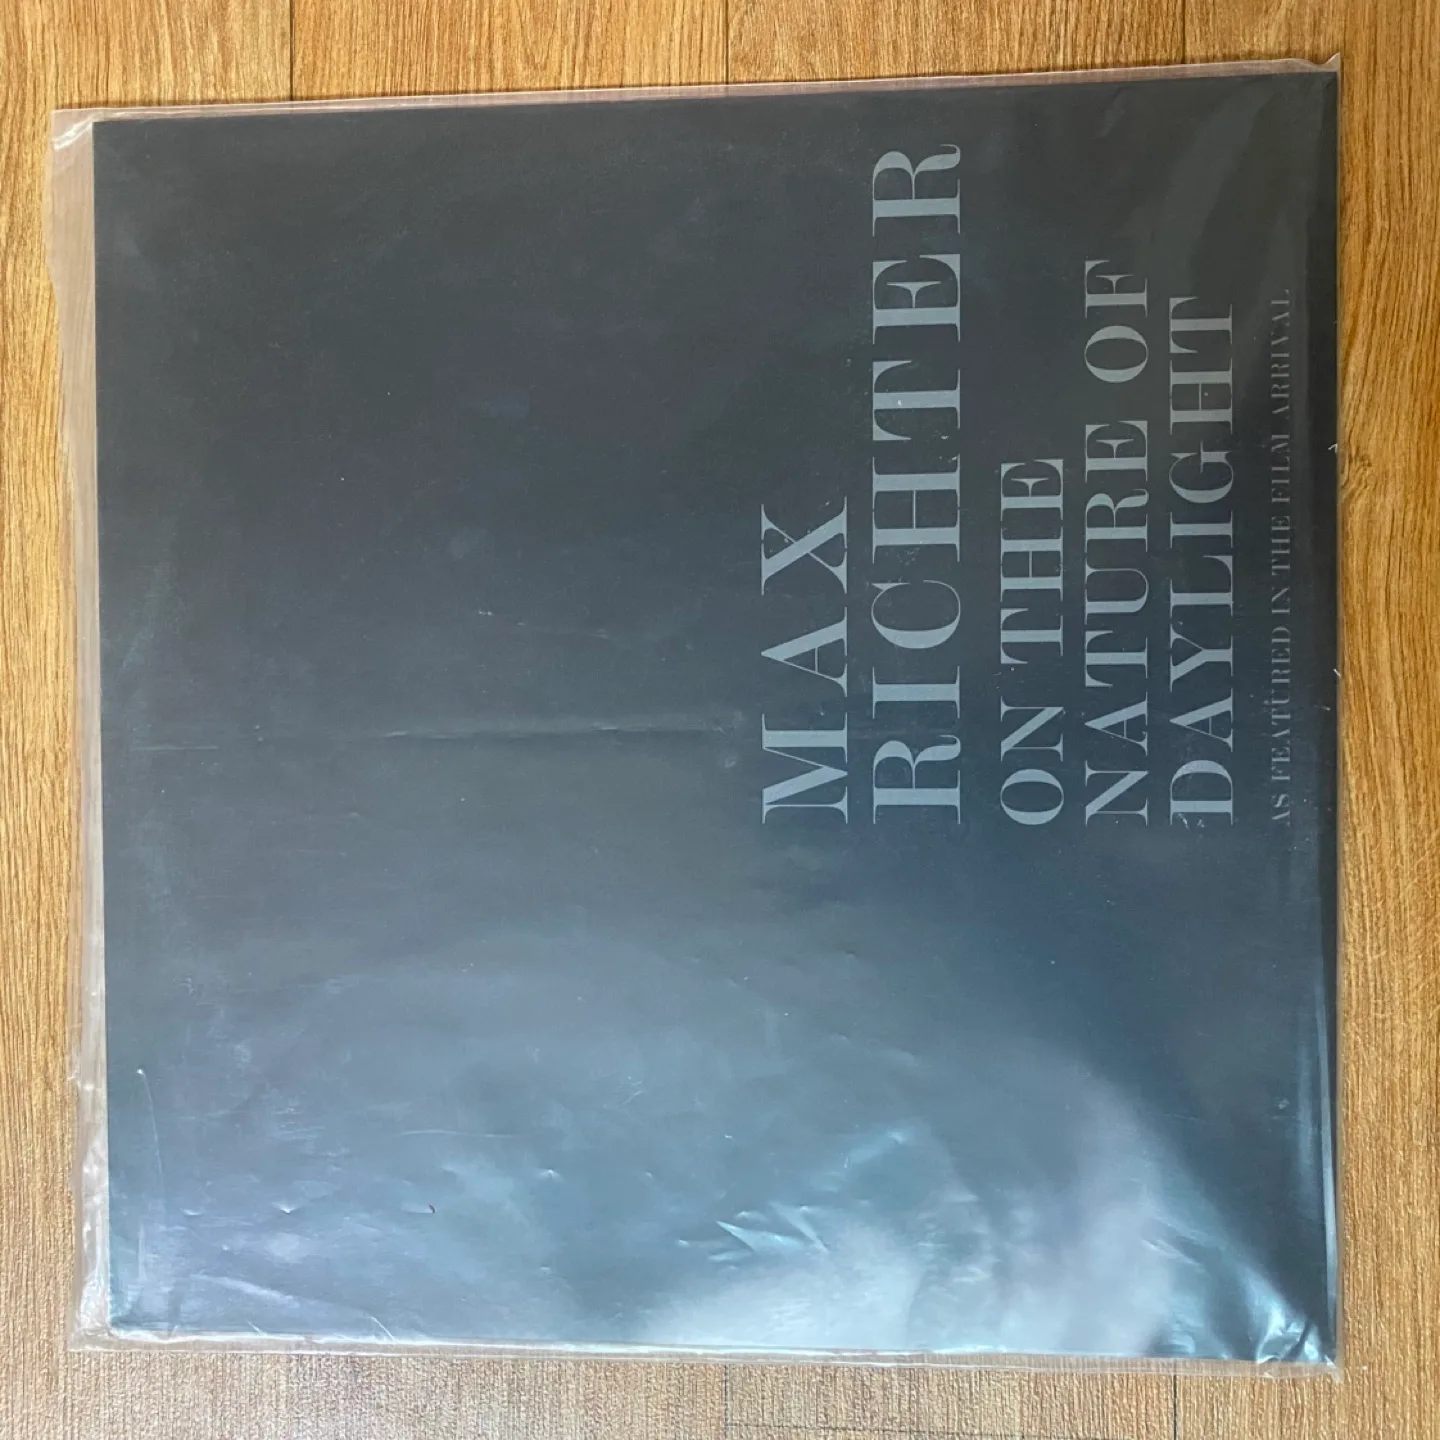 MAX
RICHTER
ON THE
NATURE OF
DAYLIGHT
AS FEATURED IN THE FILM ARRIVAL